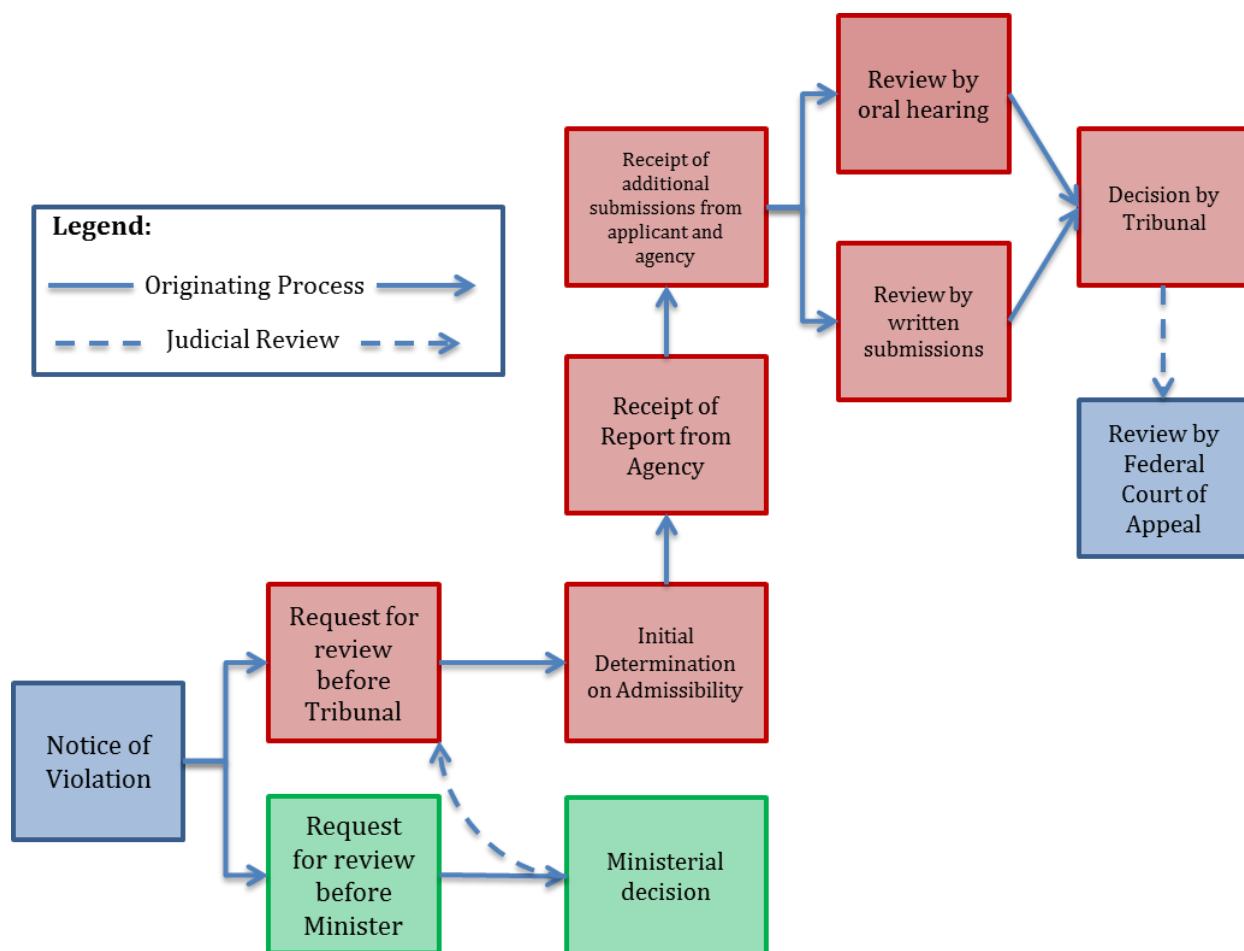 Review by
oral hearing
Receipt of
additional
submissions from
applicant and
agency
Decision by
Tribunal
Legend:
Originating Process
Judicial Review
Review by
written
submissions
Receipt of
Report from
Agency
Review by
Federal
Court of
Appeal
Request for
review
before
Tribunal
Initial
Determination
on Admissibility
Notice of
Violation
Request
for review
before
Minister
Ministerial
decision